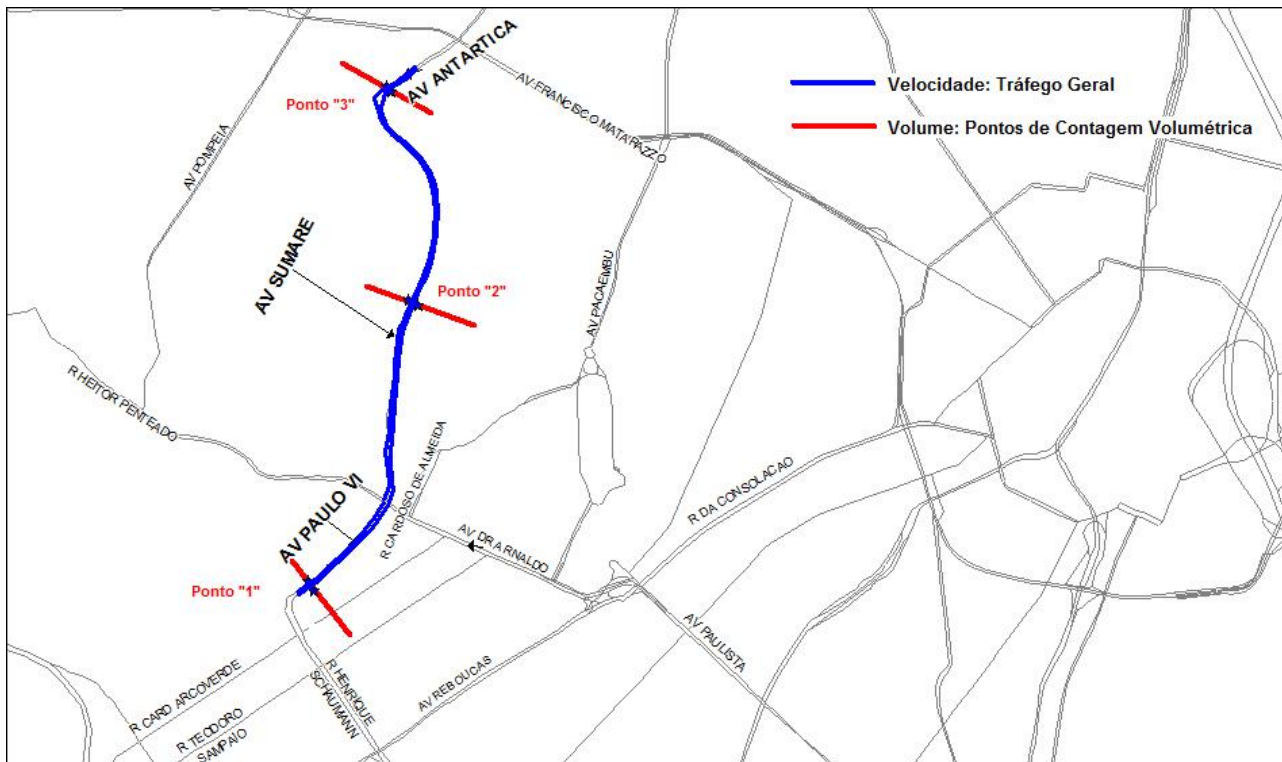 AV ANTARTICA
Velocidade: Tráfego Geral
AV FRANCISCO MATARAZZO
Ponto "3"
Volume: Pontos de Contagem Volumétrica
AV POMPEIA
AV SUMARE
Ponto "2"
AV PACAEMBU
R HEITOR PENTEADO
R CARDOSO DE ALMEIDA
R DA CONSOLACAO
AV PAULO VI
AV DR ARNALDO
Ponto "1"
AV PAULISTA
R CARD ARCOVERDE
R HENRIQUE
SCHAUMANN
AV REBOUCAS
R TEODORO
SAMPAIO